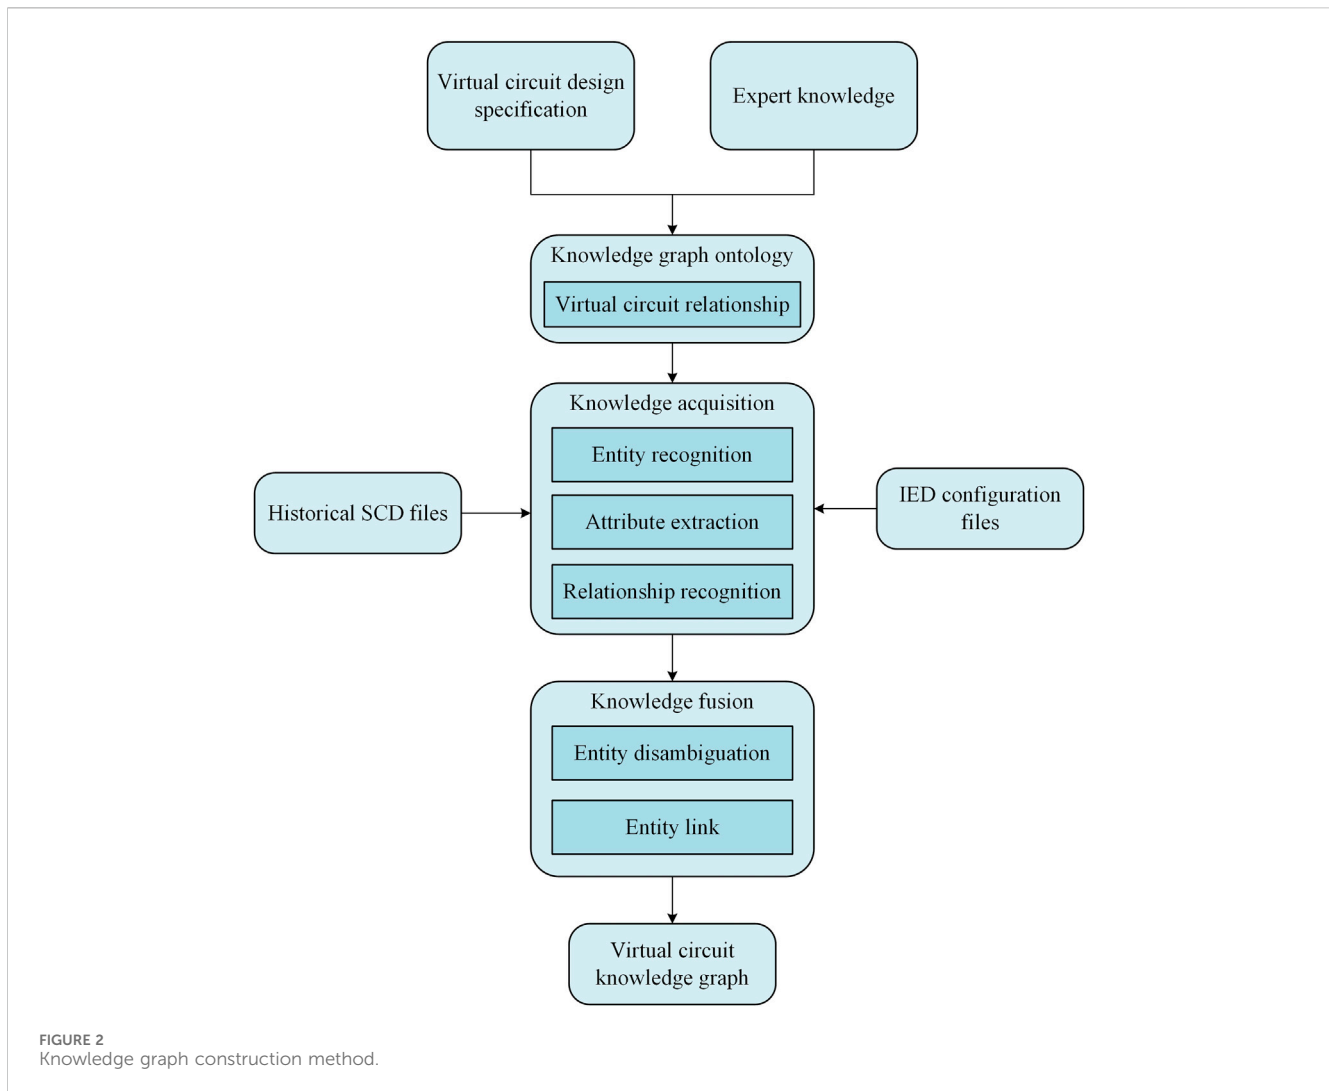 Virtual circuit design
specification
Expert knowledge
Knowledge graph ontology
Virtual circuit relationship
Knowledge acquisition
Entity recognition
Historical SCD files
Attribute extraction
IED configuration
files
Relationship recognition
Knowledge fusion
Entity disambiguation
Entity link
Virtual circuit
knowledge graph
FIGURE 2
Knowledge graph construction method.